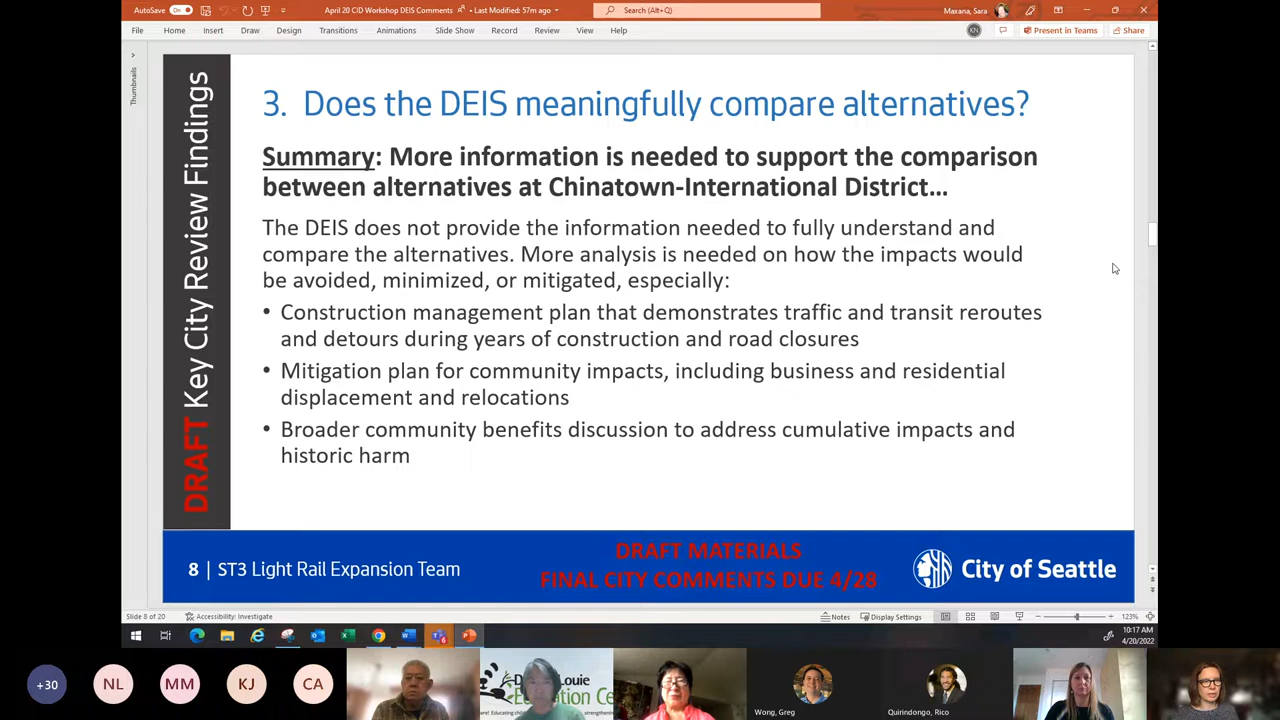 AutoSave On
April 20 CID Workshop DEIS Comments • Last Modified: 57m ago
Search (Alt+Q)
Maxana, Sara
File Home Insert Draw Design Transitions Animations Slide Show Record Review View Help
KN
Present in Teams
Share
Thumbnails
DRAFT Key City Review Findings
3. Does the DEIS meaningfully compare alternatives?
Summary: More information is needed to support the comparison
between alternatives at Chinatown-International District...
The DEIS does not provide the information needed to fully understand and
compare the alternatives. More analysis is needed on how the impacts would
be avoided, minimized, or mitigated, especially:
• Construction management plan that demonstrates traffic and transit reroutes
and detours during years of construction and road closures
• Mitigation plan for community impacts, including business and residential
displacement and relocations
• Broader community benefits discussion to address cumulative impacts and
historic harm
DRAFT MATERIALS
FINAL CITY COMMENTS DUE 4/28
8 | ST3 Light Rail Expansion Team
City of Seattle
Slide 8 of 20
Accessibility: Investigate
Notes
Display Settings
123%
10:17 AM
4/20/2022
+30
NL
MM
KJ
CA
Louie
Education Ce
Wong, Greg
Quirindongo, Rico